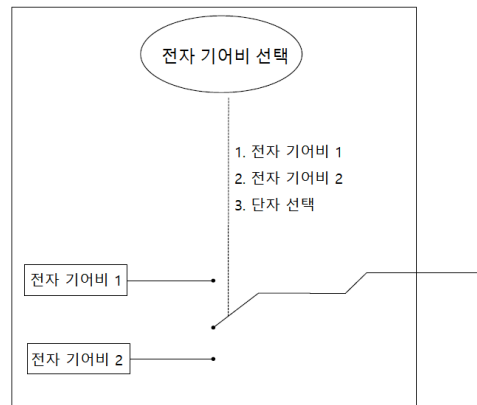 전자 기어비 선택
1. 전자 기어비 1
2. 전자 기어비 2
3. 단자 선택
전자 기어비 1
전자 기어비 2